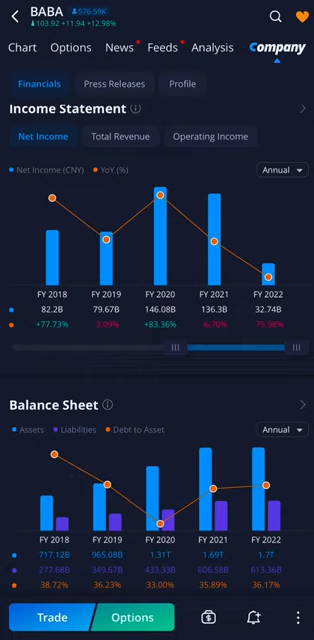 BABA 576.59K
103.92 +11.94 +12.98%
Chart Options News Feeds Analysis Company
Financials Press Releases Profile
Income Statement
Net Income Total Revenue Operating Income
Net Income (CNY) YoY (%) Annual
FY 2018 FY 2019 FY 2020 FY 2021 FY 2022
82.2B 79.67B 146.08B 136.3B 32.74B
+77.73% 3.09% +83.36% 6.70% 75.98%
Balance Sheet
Assets Liabilities Debt to Asset Annual
FY 2018 FY 2019 FY 2020 FY 2021 FY 2022
717.12B 965.08B 1.31T 1.69T 1.7T
277.68B 349.67B 433.33B 606.58B 613.36B
38.72% 36.23% 33.00% 35.89% 36.17%
Trade Options